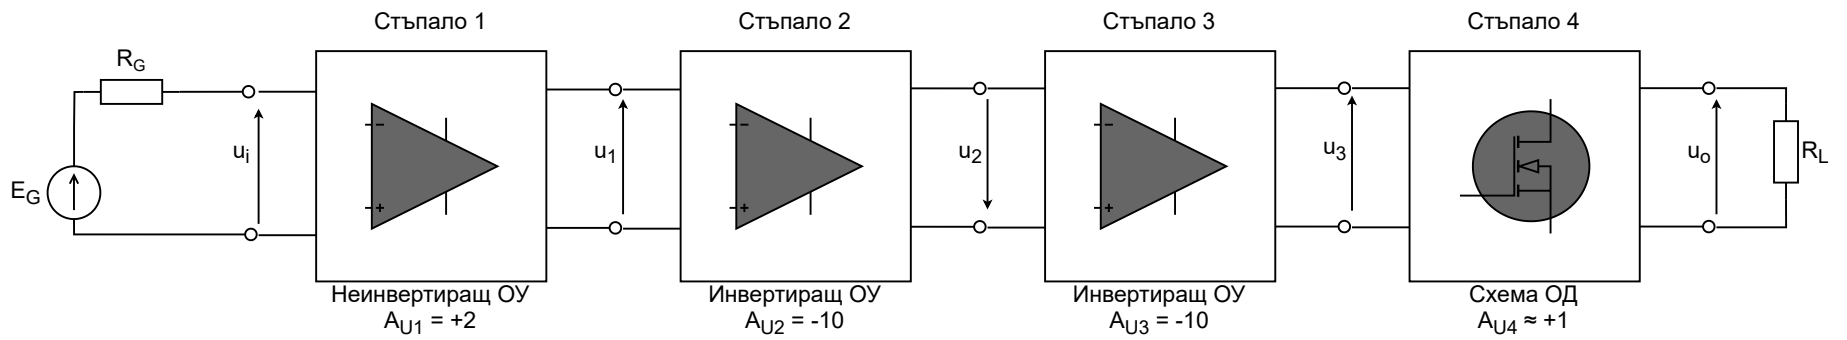 Стъпало 1
Стъпало 2
Стъпало 3
Стъпало 4
R_G
E_G
u_i
u_1
u_2
u_3
u_o
R_L
− +
− +
− +
Неинвертиращ ОУ
A_U1 = +2
Инвертиращ ОУ
A_U2 = -10
Инвертиращ ОУ
A_U3 = -10
Схема ОД
A_U4 ≈ +1